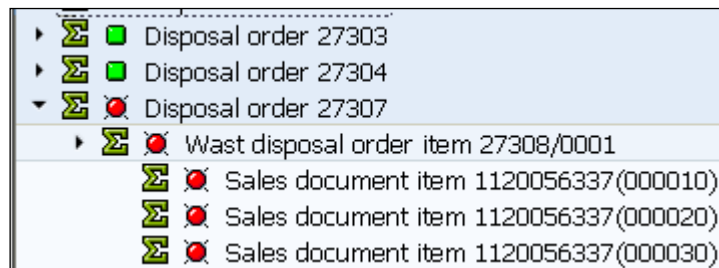 Disposal order 27303
Disposal order 27304
Disposal order 27307
Wast disposal order item 27308/0001
Sales document item 1120056337(000010)
Sales document item 1120056337(000020)
Sales document item 1120056337(000030)